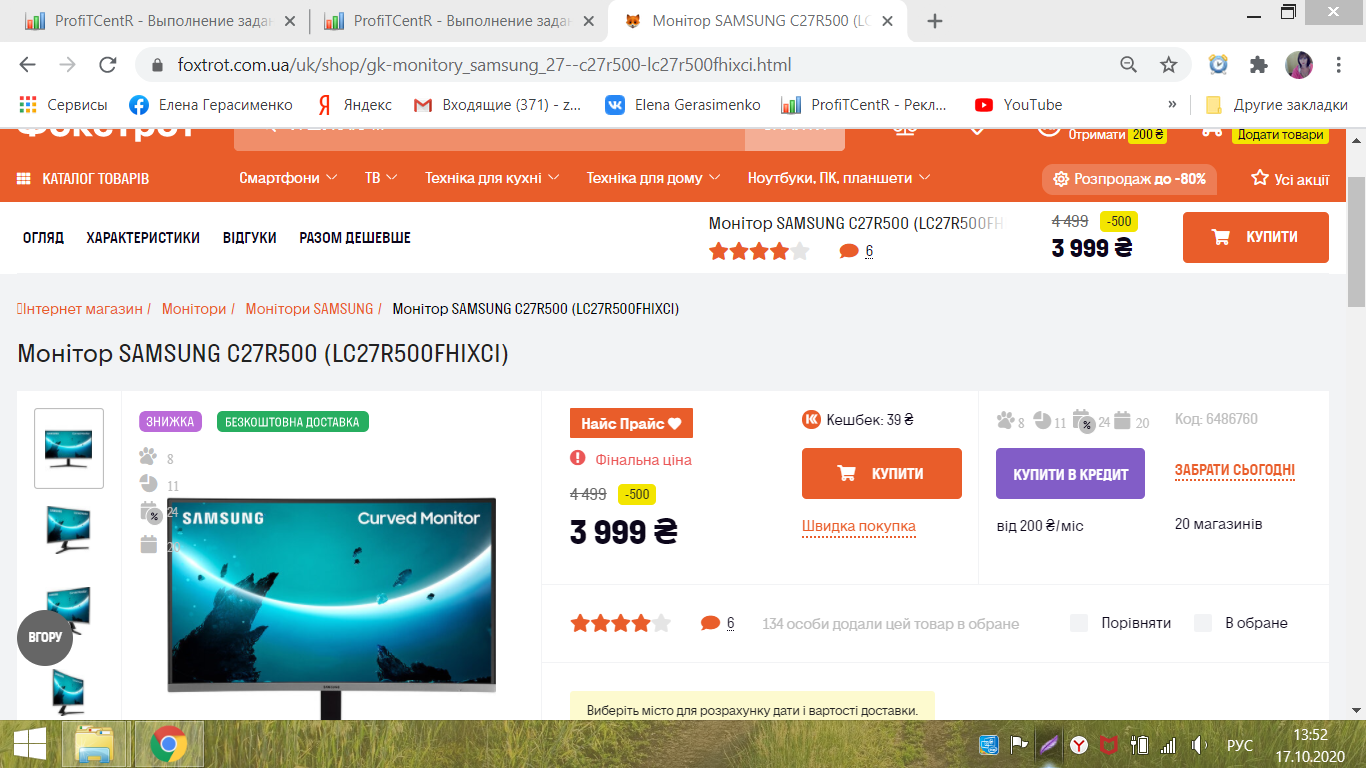 ProfiTCentR - Выполнение задан
ProfiTCentR - Выполнение задан
Монітор SAMSUNG C27R500 (LC
foxtrot.com.ua/uk/shop/gk-monitory_samsung_27--c27r500-lc27r500fhixci.html
Сервисы
Елена Герасименко
Яндекс
Входящие (371) - z...
Elena Gerasimenko
ProfiTCentR - Рекл...
YouTube
»
Другие закладки
Фокстрот
Отримати 200 ₴
Додати товари
КАТАЛОГ ТОВАРІВ
Смартфони
ТВ
Техніка для кухні
Техніка для дому
Ноутбуки, ПК, планшети
Розпродаж до -80%
Усі акції
ОГЛЯД
ХАРАКТЕРИСТИКИ
ВІДГУКИ
РАЗОМ ДЕШЕВШЕ
Монітор SAMSUNG C27R500 (LC27R500FH
6
4 499 -500
3 999 ₴
КУПИТИ
Інтернет магазин / Монітори / Монітори SAMSUNG / Монітор SAMSUNG C27R500 (LC27R500FHIXCI)
Монітор SAMSUNG C27R500 (LC27R500FHIXCI)
ЗНИЖКА
БЕЗКОШТОВНА ДОСТАВКА
8
11
24
SAMSUNG
Curved Monitor
ВГОРУ
Найс Прайс
Фінальна ціна
4 499 -500
3 999 ₴
Кешбек: 39 ₴
КУПИТИ
Швидка покупка
8 11 % 24 20
КУПИТИ В КРЕДИТ
від 200 ₴/міс
Код: 6486760
ЗАБРАТИ СЬОГОДНІ
20 магазинів
6
134 особи додали цей товар в обране
Порівняти
В обране
Виберіть місто для розрахунку дати і вартості доставки.
РУС
13:52
17.10.2020